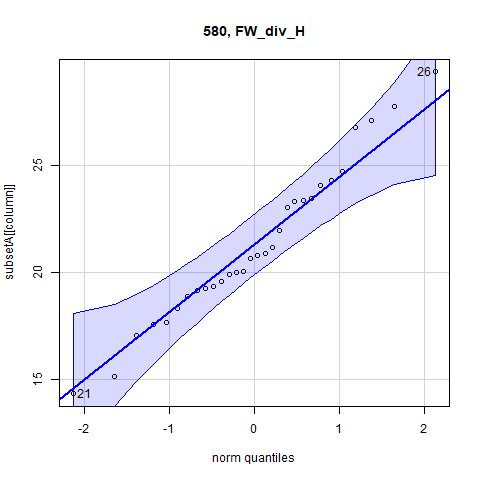 580, FW_div_H
26
25
20
15
21
subsetA[[column]]
-2 -1 0 1 2
norm quantiles